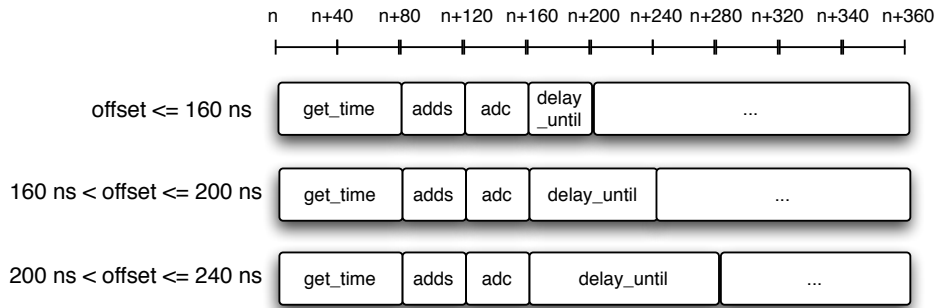 n n+40 n+80 n+120 n+160 n+200 n+240 n+280 n+320 n+340 n+360
offset <= 160 ns get_time adds adc delay _until ...
160 ns < offset <= 200 ns get_time adds adc delay_until ...
200 ns < offset <= 240 ns get_time adds adc delay_until ...